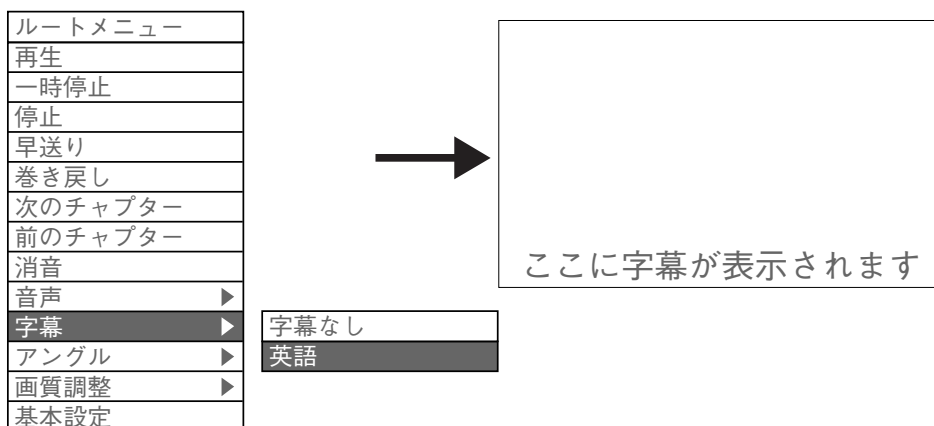 ルートメニュー
再生
一時停止
停止
早送り
巻き戻し
次のチャプター
前のチャプター
消音
音声
字幕
アングル
画質調整
基本設定
字幕なし
英語
ここに字幕が表示されます